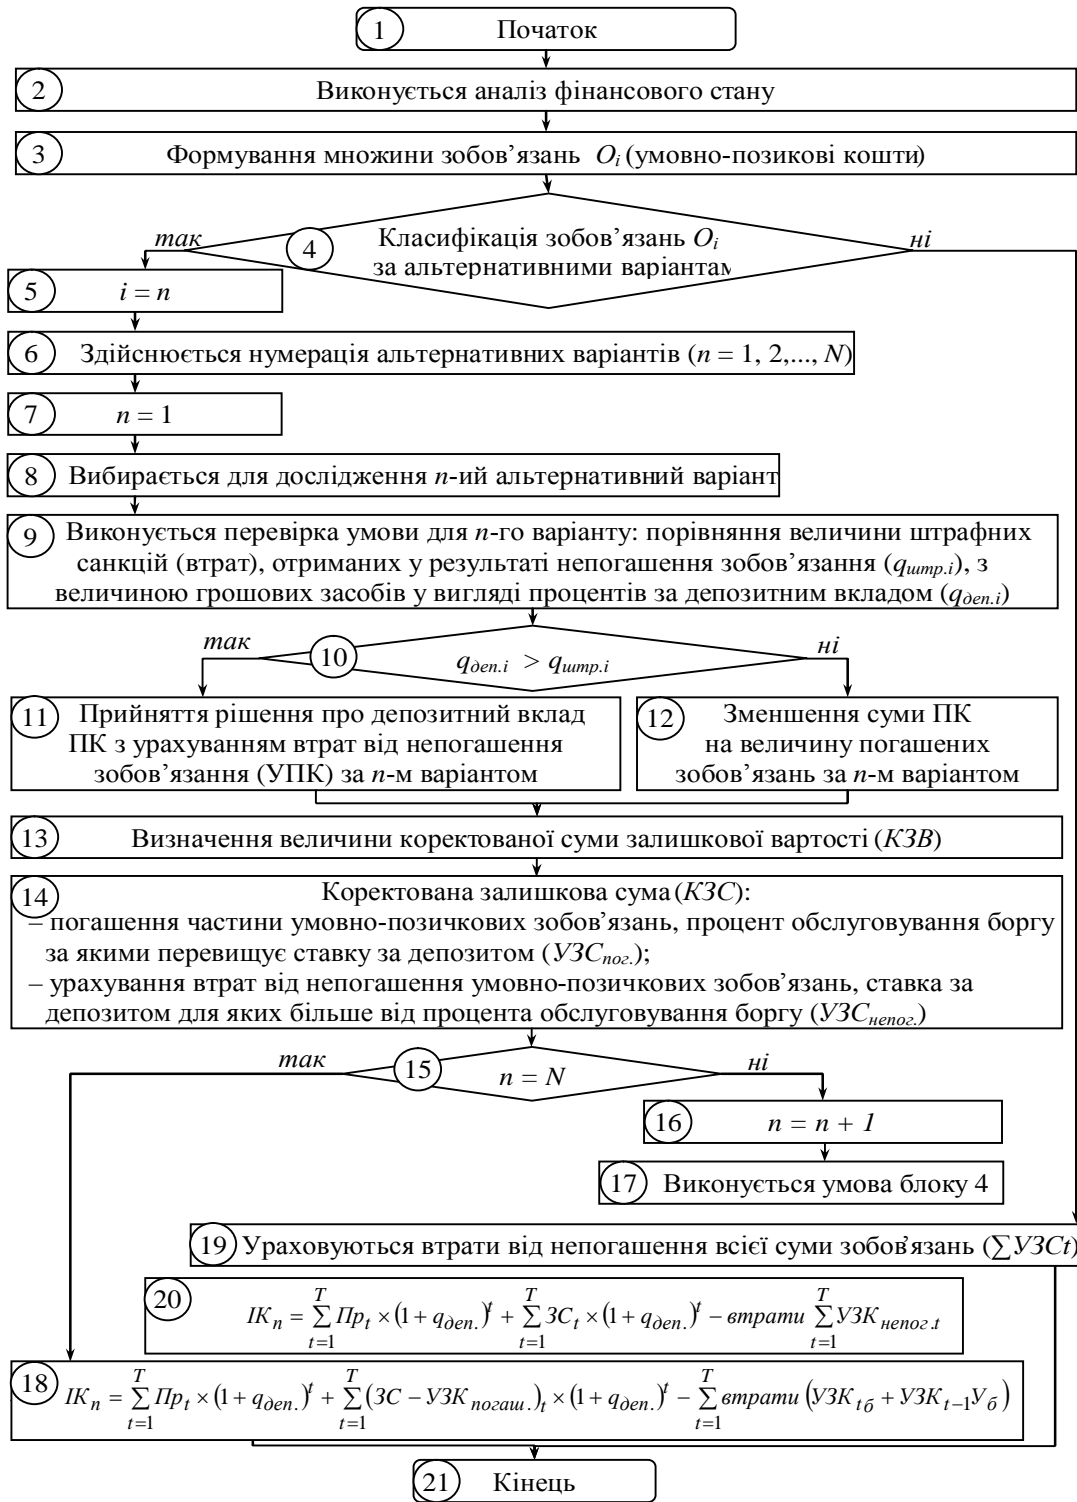 1 Початок
2 Виконується аналіз фінансового стану
3 Формування множини зобов’язань Oi (умовно-позикові кошти)
так
ні
4 Класифікація зобов’язань Oi
за альтернативними варіантам
5 i = n
6 Здійснюється нумерація альтернативних варіантів (n = 1, 2,..., N)
7 n = 1
8 Вибирається для дослідження n-ий альтернативний варіант
9 Виконується перевірка умови для n-го варіанту: порівняння величини штрафних
санкцій (втрат), отриманих у результаті непогашення зобов’язання (qштр.i), з
величиною грошових засобів у вигляді процентів за депозитним вкладом (qдеп.i)
так
ні
10 qдеп.i > qштр.i
11 Прийняття рішення про депозитний вклад
ПК з урахуванням втрат від непогашення
зобов’язання (УПК) за n-м варіантом
12 Зменшення суми ПК
на величину погашених
зобов’язань за n-м варіантом
13 Визначення величини коректованої суми залишкової вартості (КЗВ)
14 Коректована залишкова сума (КЗС):
– погашення частини умовно-позичкових зобов’язань, процент обслуговування боргу
за якими перевищує ставку за депозитом (УЗСпог.);
– урахування втрат від непогашення умовно-позичкових зобов’язань, ставка за
депозитом для яких більше від процента обслуговування боргу (УЗСнепог.)
так
ні
15 n = N
16 n = n + 1
17 Виконується умова блоку 4
19 Ураховуються втрати від непогашення всієї суми зобов’язань (∑УЗСt)
20 IKn = ∑(t=1..T) Прt × (1 + qдеп.)^t + ∑(t=1..T) ЗСt × (1 + qдеп.)^t − втрати ∑(t=1..T) УЗКнепог.t
18 IKn = ∑(t=1..T) Прt × (1 + qдеп.)^t + ∑(t=1..T) (ЗС − УЗКпогаш.)t × (1 + qдеп.)^t − ∑(t=1..T) втрати (УЗКtб + УЗКt−1Уб)
21 Кінець